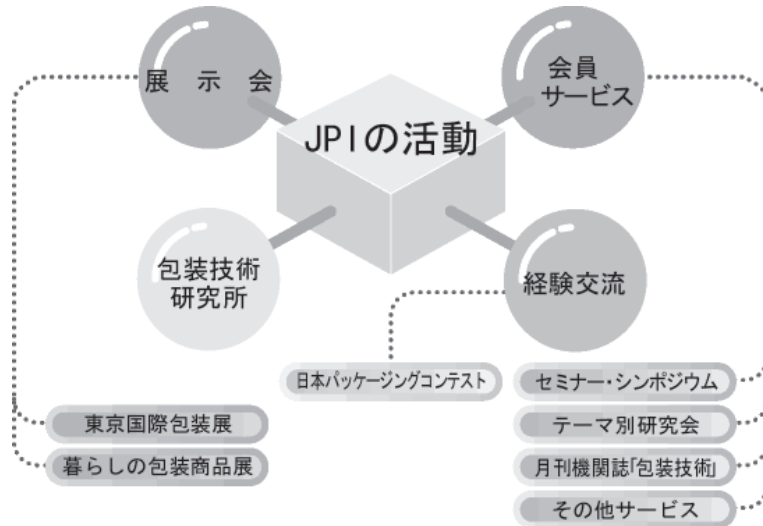 展 示 会
会員
サービス
JPIの活動
包装技術
研究所
経験交流
日本パッケージングコンテスト
セミナー・シンポジウム
東京国際包装展
テーマ別研究会
暮らしの包装商品展
月刊機関誌「包装技術」
その他サービス